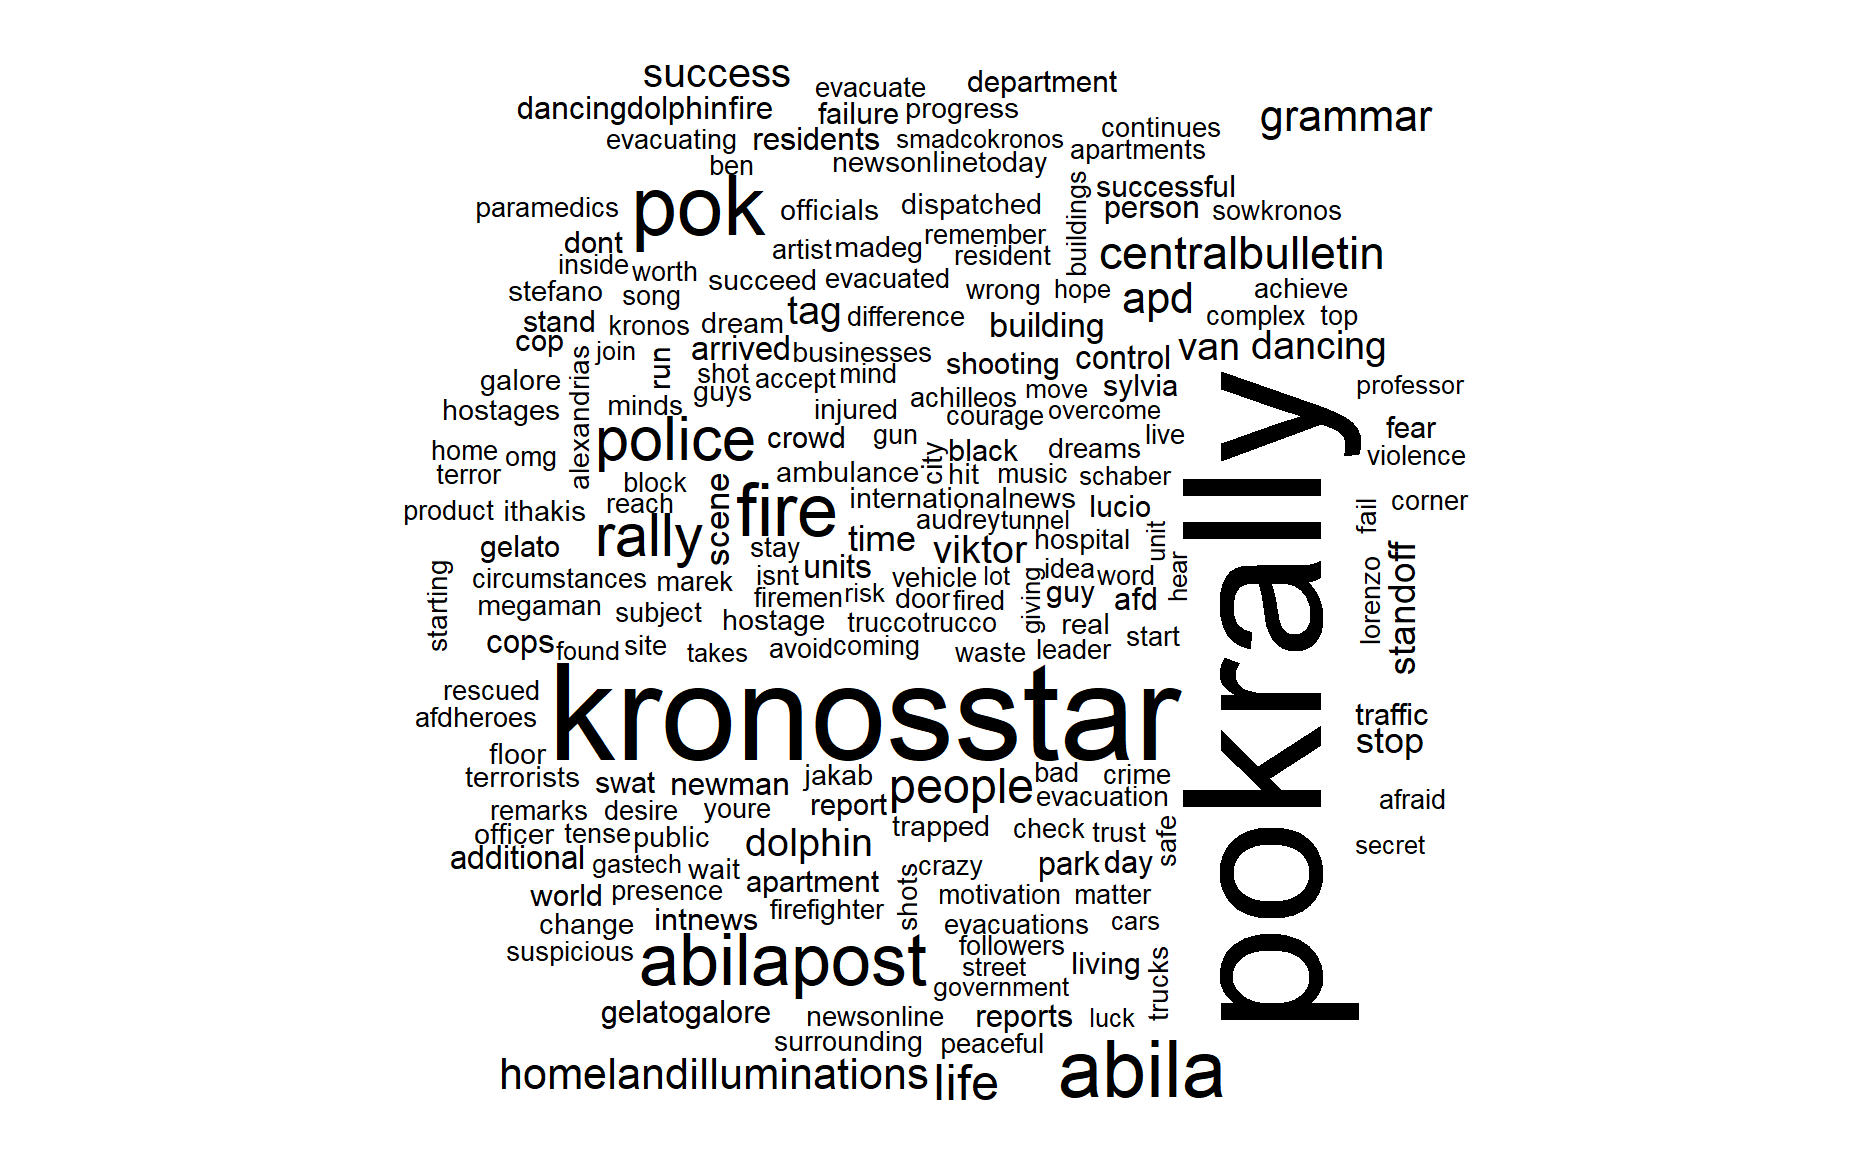 success evacuate department
dancingdolphinfire failure progress grammar
evacuating residents smadcokronos continues
ben newsonlinetoday apartments
paramedics pok officials dispatched buildings successful
person sowkronos
dont artist madeg remember centralbulletin
inside worth succeed evacuated resident
stefano song wrong hope apd achieve
stand kronos dream tag difference building complex top
cop join run arrived businesses shooting control van dancing
galore alexandrias shot accept mind sylvia professor
guys achilleos move
hostages minds injured courage overcome
home omg police crowd gun city black dreams live fear
terror violence
block scene ambulance hit music schaber
product ithakis reach fire internationalnews lucio fail corner
rally audreytunnel
gelato stay time viktor hospital unit
starting circumstances marek isnt units vehicle lot giving idea word hear lorenzo standoff
megaman subject firemen risk door fired guy afd
hostage truccotrucco real start
cops found site takes avoid coming waste leader
pokrally
rescued kronosstar
afdheroes traffic
floor stop
terrorists swat newman jakab people bad crime
remarks desire youre report evacuation afraid
officer tense public dolphin trapped check trust safe secret
additional gastech wait crazy park day
world presence apartment shots motivation matter
change intnews firefighter evacuations cars
suspicious abilapost followers trucks
street living
government
gelatogalore newsonline reports luck
surrounding peaceful
homelandilluminations life abila